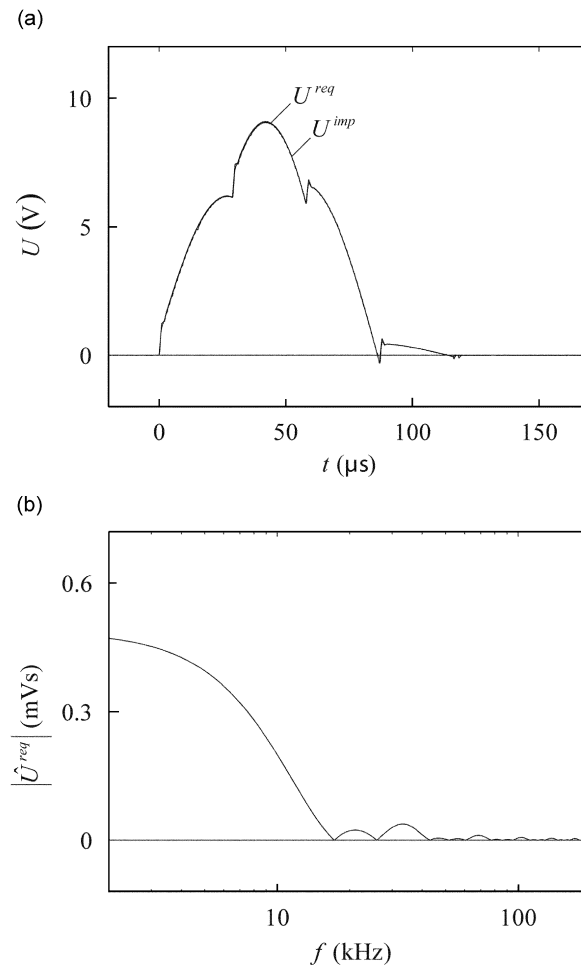 (a)
U^req
U^imp
10
5
0
U (V)
0 50 100 150
t (µs)
(b)
0.6
0.3
0
|Û^req| (mVs)
10 100
f (kHz)